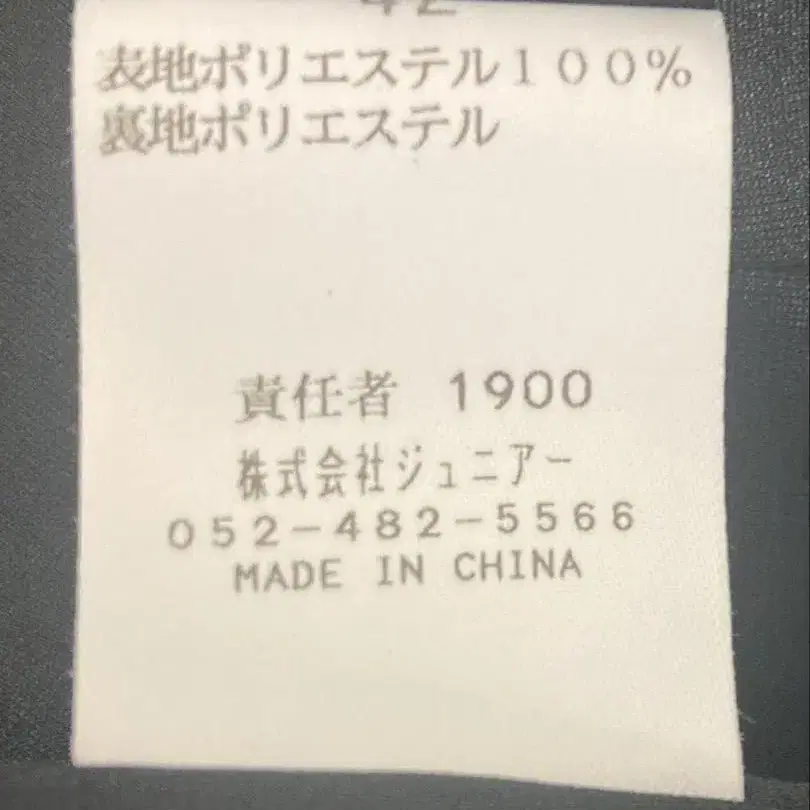 表地ポリエステル１００％
裏地ポリエステル
責任者 1900
株式会社ジュニアー
052-482-5566
MADE IN CHINA